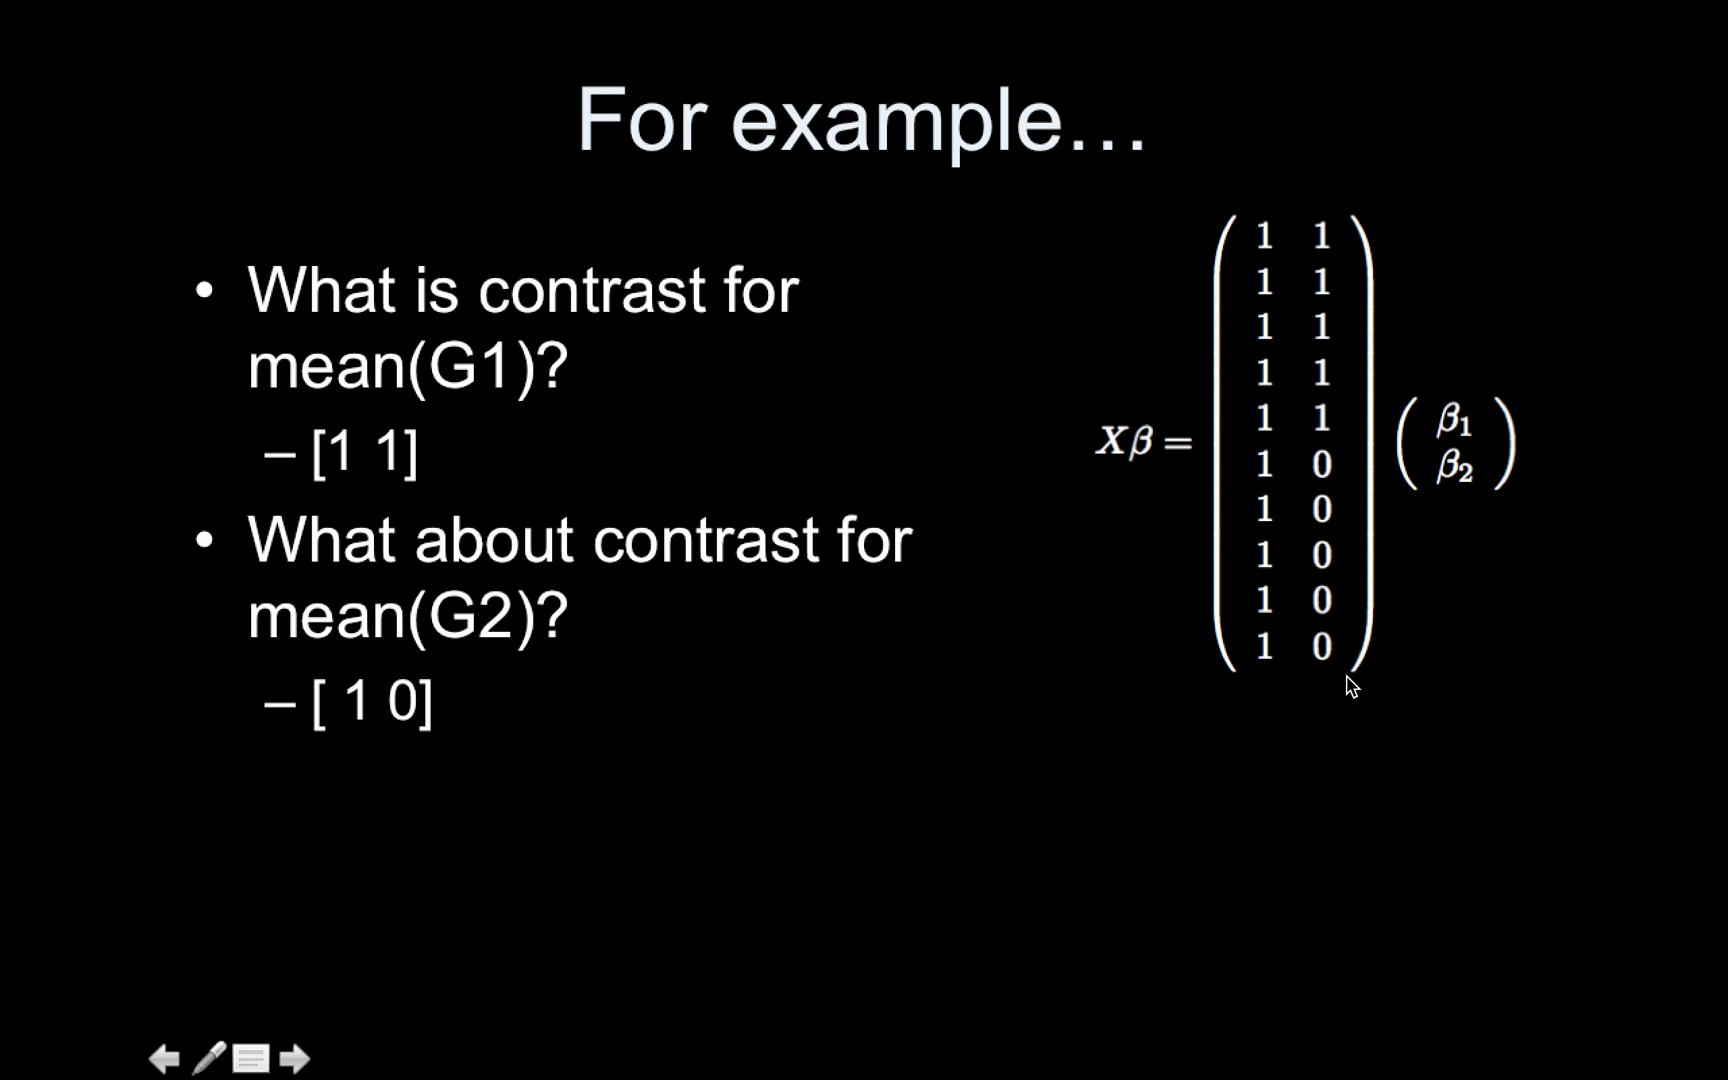 For example…
• What is contrast for
mean(G1)?
– [1 1]
• What about contrast for
mean(G2)?
– [ 1 0]
Xβ =
1 1
1 1
1 1
1 1
1 1
1 0
1 0
1 0
1 0
1 0
β₁
β₂